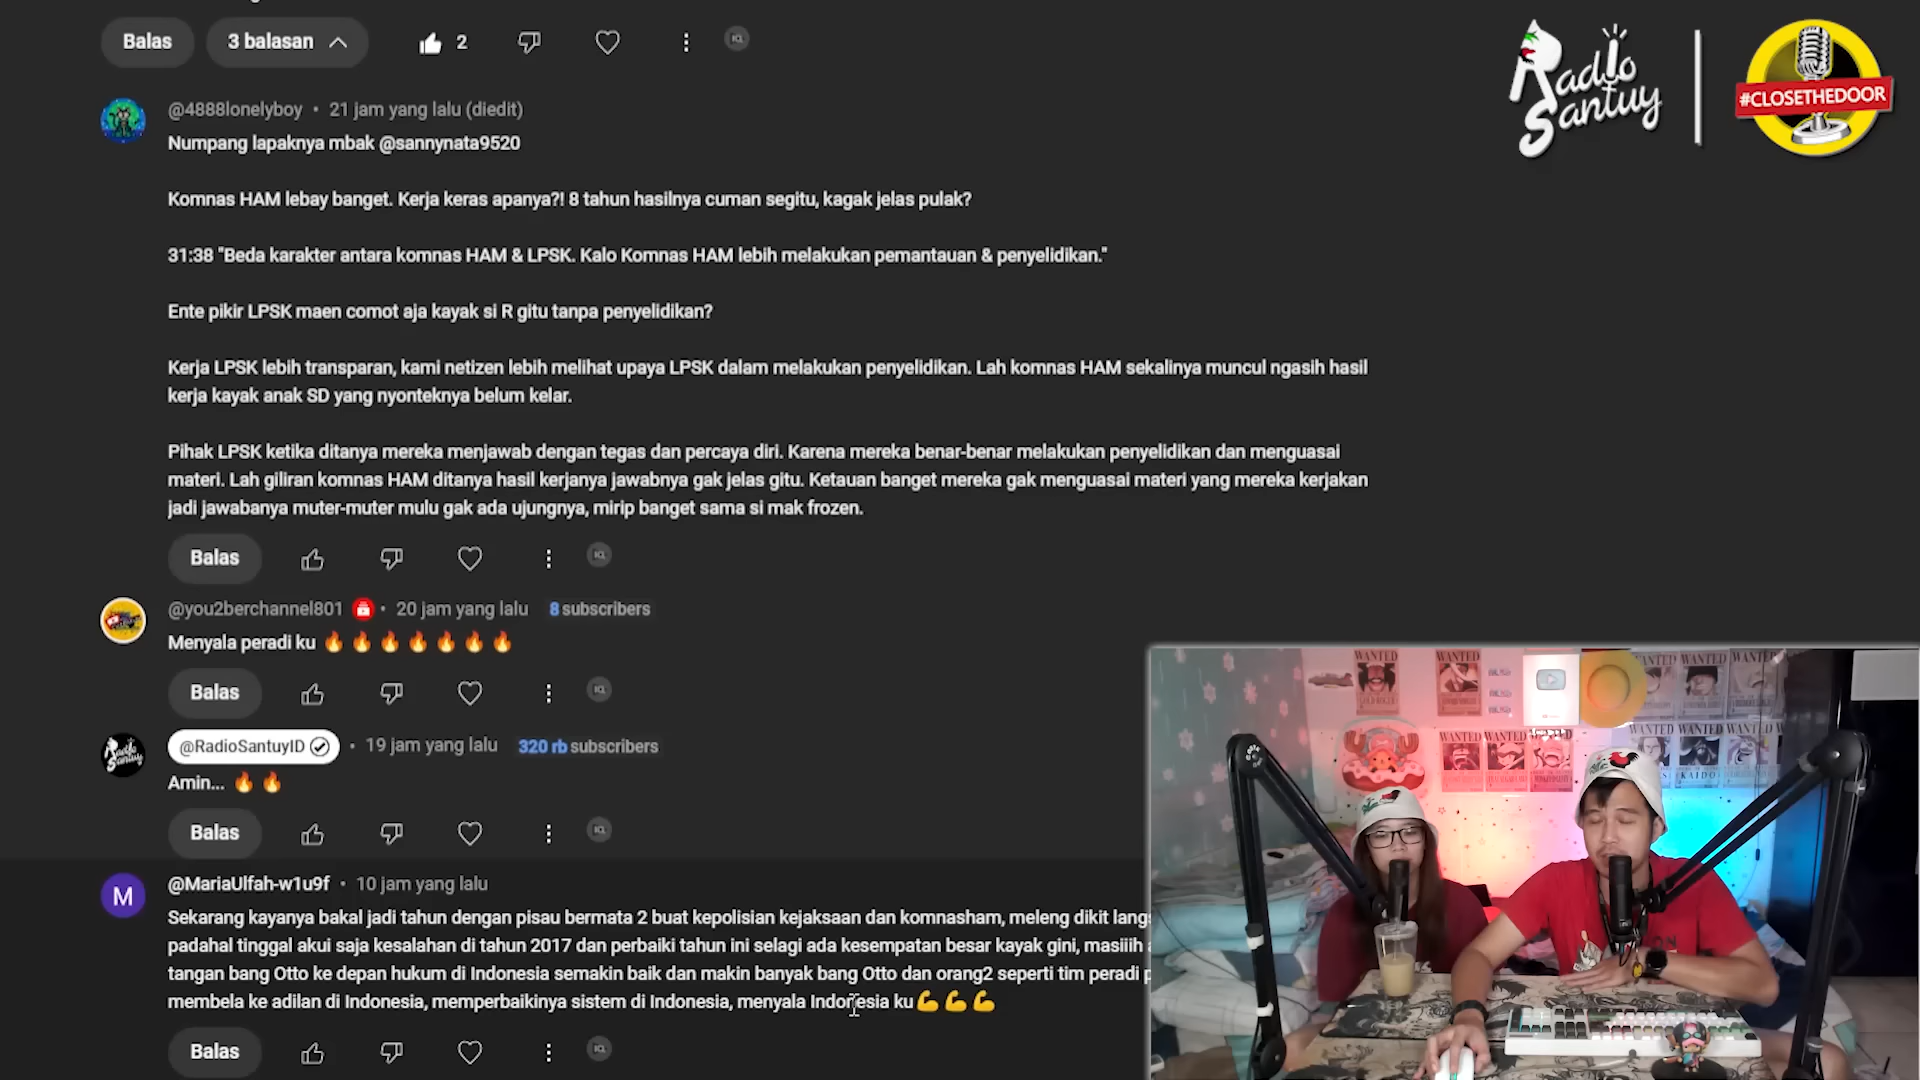 Balas
3 balasan
2
Radio Santuy
#CLOSETHEDOOR
@4888lonelyboy • 21 jam yang lalu (diedit)
Numpang lapaknya mbak @sannynata9520
Komnas HAM lebay banget. Kerja keras apanya?! 8 tahun hasilnya cuman segitu, kagak jelas pulak?
31:38 "Beda karakter antara komnas HAM & LPSK. Kalo Komnas HAM lebih melakukan pemantauan & penyelidikan."
Ente pikir LPSK maen comot aja kayak si R gitu tanpa penyelidikan?
Kerja LPSK lebih transparan, kami netizen lebih melihat upaya LPSK dalam melakukan penyelidikan. Lah komnas HAM sekalinya muncul ngasih hasil
kerja kayak anak SD yang nyonteknya belum kelar.
Pihak LPSK ketika ditanya mereka menjawab dengan tegas dan percaya diri. Karena mereka benar-benar melakukan penyelidikan dan menguasai
materi. Lah giliran komnas HAM ditanya hasil kerjanya jawabnya gak jelas gitu. Ketauan banget mereka gak menguasai materi yang mereka kerjakan
jadi jawabanya muter-muter mulu gak ada ujungnya, mirip banget sama si mak frozen.
Balas
@you2berchannel801 • 20 jam yang lalu 8 subscribers
Menyala peradi ku 🔥🔥🔥🔥🔥🔥🔥
Balas
@RadioSantuyID • 19 jam yang lalu 320 rb subscribers
Amin... 🔥🔥
Balas
M
@MariaUlfah-w1u9f • 10 jam yang lalu
Sekarang kayanya bakal jadi tahun dengan pisau bermata 2 buat kepolisian kejaksaan dan komnasham, meleng dikit langs
padahal tinggal akui saja kesalahan di tahun 2017 dan perbaiki tahun ini selagi ada kesempatan besar kayak gini, masiiih
tangan bang Otto ke depan hukum di Indonesia semakin baik dan makin banyak bang Otto dan orang2 seperti tim peradi
membela ke adilan di Indonesia, memperbaikinya sistem di Indonesia, menyala Indonesia ku💪💪💪
Balas
WANTED
WANTED
WANTED
WANTED
WANTED
WANTED
WANTED
WANTED
KAIDO